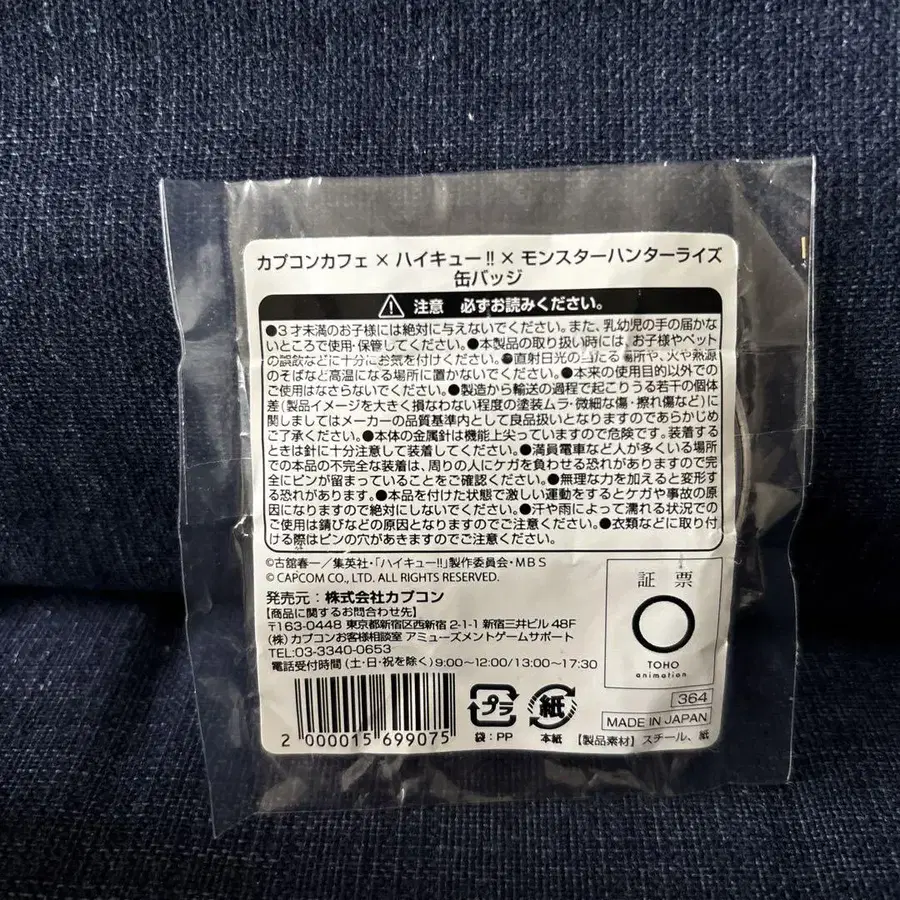 カプコンカフェ × ハイキュー!! × モンスターハンターライズ
缶バッジ
注意 必ずお読みください。
●3才未満のお子様には絶対に与えないでください。また、乳幼児の手の届かな
いところで使用・保管してください。●本製品の取り扱い時には、お子様やペット
の誤飲などに十分にお気を付けください。●直射日光の当たる場所や、火や熱源
のそばなど高温になる場所に置かないでください。●本来の使用目的以外での
ご使用はなさらないでください。●製造から輸送の過程で起こりうる若干の個体
差(製品イメージを大きく損なわない程度の塗装ムラ・微細な傷・擦れ傷など)に
関しましてはメーカーの品質基準内として良品扱いとなりますのであらかじめ
ご了承ください。●本体の金属針は機能上尖っていますので危険です。装着する
ときは針に十分注意して装着してください。●満員電車など人が多くいる場所
での本品の不完全な装着は、周りの人にケガを負わせる恐れがありますので完
全にピンが留まっていることをご確認ください。●無理な力を加えると変形す
る恐れがあります。●本品を付けた状態で激しい運動をするとケガや事故の原
因になりますので絶対にしないでください。●汗や雨によって濡れる状況での
ご使用は錆びなどの原因となりますのでご注意ください。●衣類などに取り付
ける際はピンの穴があきますのでご注意ください。
©古舘春一／集英社・「ハイキュー!!」製作委員会・MBS
© CAPCOM CO., LTD. ALL RIGHTS RESERVED.
発売元：株式会社カプコン
【商品に関するお問合わせ先】
〒163-0448 東京都新宿区西新宿 2-1-1 新宿三井ビル 48F
(株) カプコンお客様相談室 アミューズメントゲームサポート
TEL:03-3340-0653
電話受付時間 (土・日・祝を除く) 9:00~12:00/13:00~17:30
証票
TOHO
animation
364
MADE IN JAPAN
2 000015 699075
プラ
袋：PP
紙
本紙
【製品素材】スチール、紙